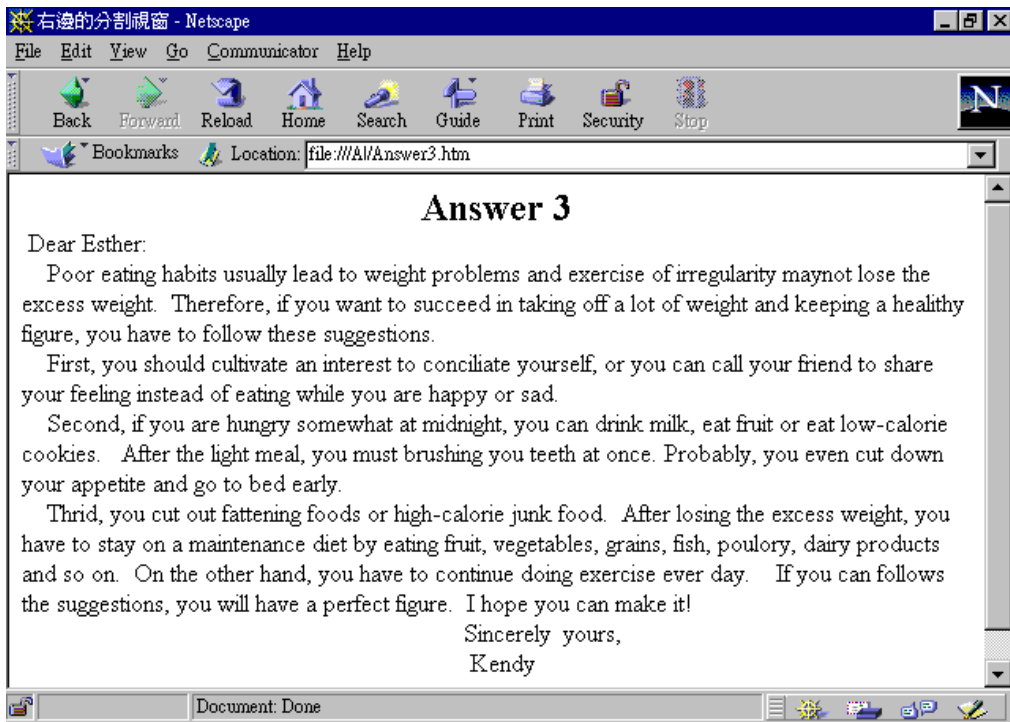 右邊的分割視窗 - Netscape
File Edit View Go Communicator Help
Back Forward Reload Home Search Guide Print Security Stop
N
Bookmarks Location: file:///A|/Answer3.htm
Answer 3
Dear Esther:
Poor eating habits usually lead to weight problems and exercise of irregularity maynot lose the
excess weight. Therefore, if you want to succeed in taking off a lot of weight and keeping a healthy
figure, you have to follow these suggestions.
First, you should cultivate an interest to conciliate yourself, or you can call your friend to share
your feeling instead of eating while you are happy or sad.
Second, if you are hungry somewhat at midnight, you can drink milk, eat fruit or eat low-calorie
cookies. After the light meal, you must brushing you teeth at once. Probably, you even cut down
your appetite and go to bed early.
Thrid, you cut out fattening foods or high-calorie junk food. After losing the excess weight, you
have to stay on a maintenance diet by eating fruit, vegetables, grains, fish, poulory, dairy products
and so on. On the other hand, you have to continue doing exercise ever day. If you can follows
the suggestions, you will have a perfect figure. I hope you can make it!
Sincerely yours,
Kendy
Document: Done